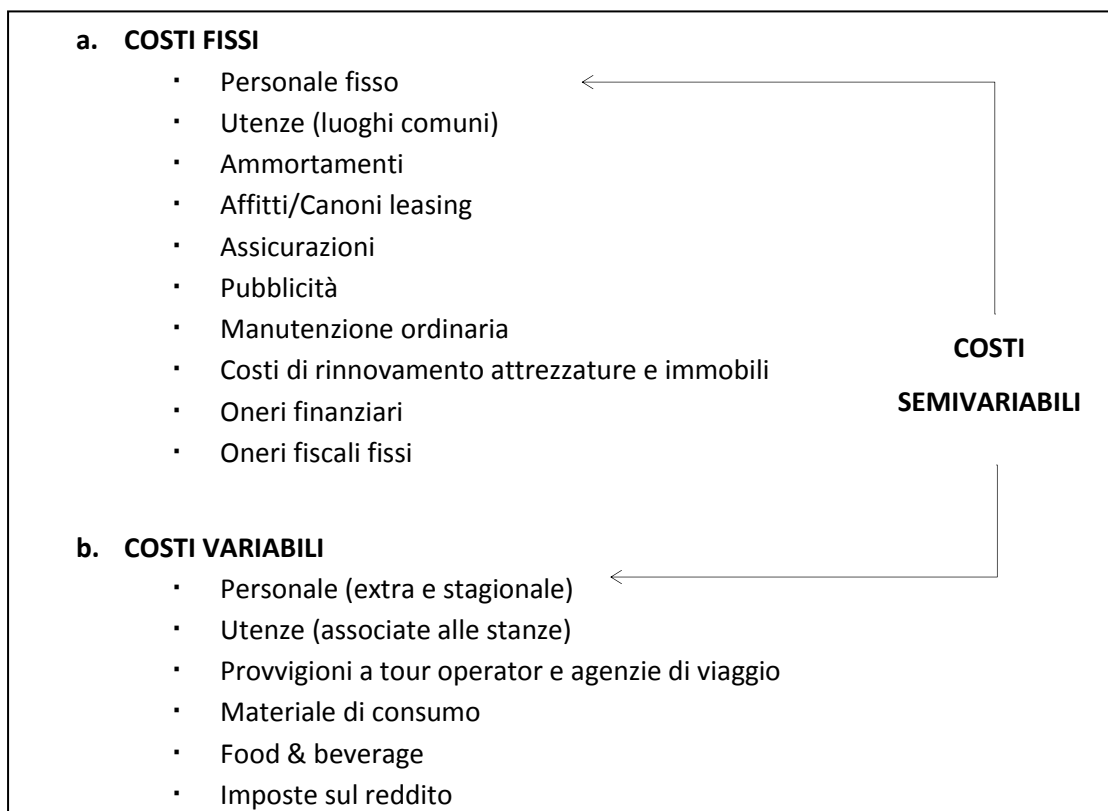 a. COSTI FISSI
· Personale fisso
· Utenze (luoghi comuni)
· Ammortamenti
· Affitti/Canoni leasing
· Assicurazioni
· Pubblicità
· Manutenzione ordinaria
· Costi di rinnovamento attrezzature e immobili
· Oneri finanziari
· Oneri fiscali fissi
COSTI
SEMIVARIABILI
b. COSTI VARIABILI
· Personale (extra e stagionale)
· Utenze (associate alle stanze)
· Provvigioni a tour operator e agenzie di viaggio
· Materiale di consumo
· Food & beverage
· Imposte sul reddito